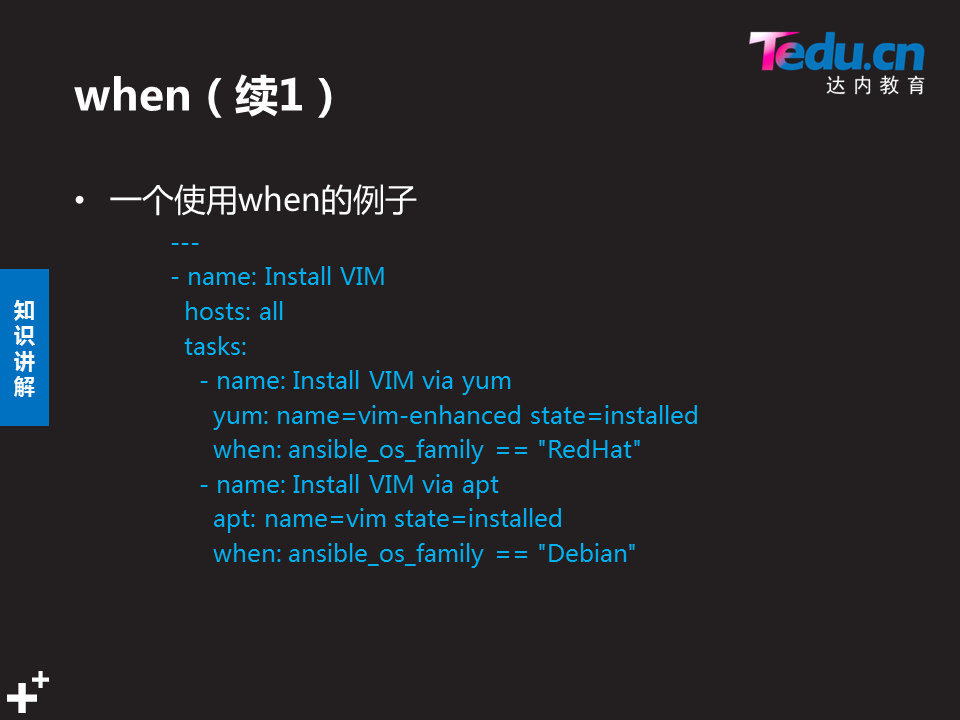 Tedu.cn
达内教育
when（续1）
• 一个使用when的例子
---
- name: Install VIM
hosts: all
tasks:
- name: Install VIM via yum
yum: name=vim-enhanced state=installed
when: ansible_os_family == "RedHat"
- name: Install VIM via apt
apt: name=vim state=installed
when: ansible_os_family == "Debian"
知识讲解